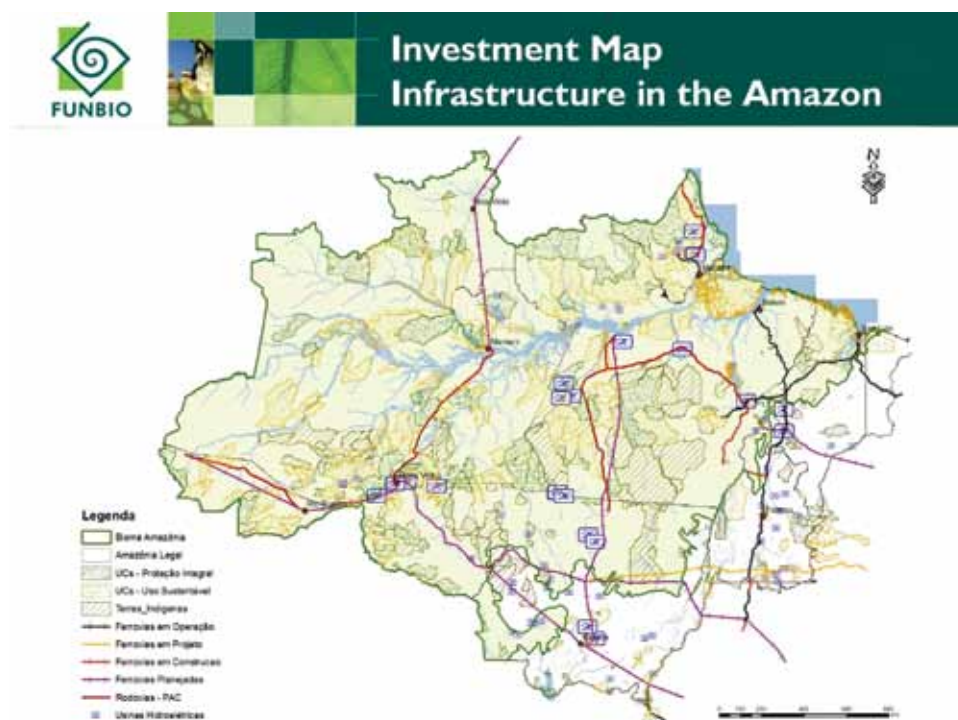 FUNBIO
Investment Map
Infrastructure in the Amazon
N
Legenda
Bioma Amazônia
Amazônia Legal
UCs - Proteção Integral
UCs - Uso Sustentável
Terras_Indígenas
Ferrovias em Operação
Ferrovias em Projeto
Ferrovias em Construcao
Ferrovias Planejadas
Rodovias - PAC
Usinas Hidroelétricas